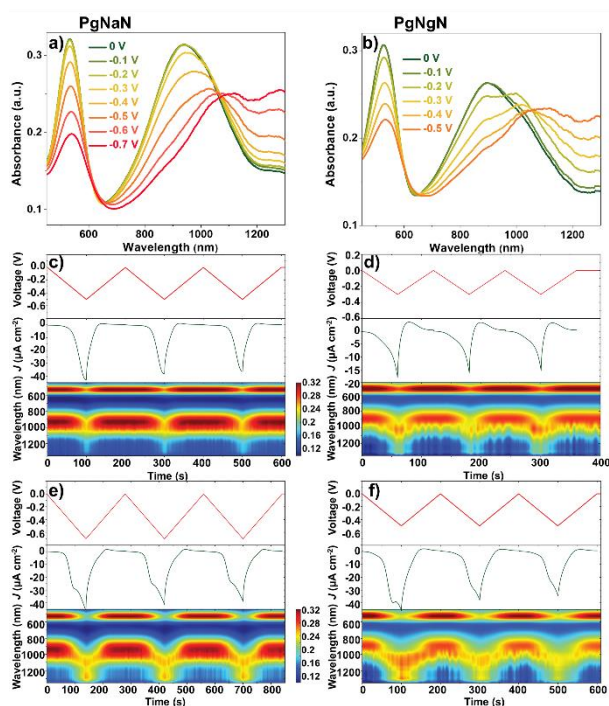 PgNaN PgNgN
a)
0 V
-0.1 V
-0.2 V
-0.3 V
-0.4 V
-0.5 V
-0.6 V
-0.7 V
Absorbance (a.u.)
0.3
0.2
0.1
600 800 1000 1200
Wavelength (nm)
b)
0 V
-0.1 V
-0.2 V
-0.3 V
-0.4 V
-0.5 V
Absorbance (a.u.)
0.3
0.2
0.1
600 800 1000 1200
Wavelength (nm)
c)
Voltage (V)
0.0
-0.2
-0.4
-0.6
J (µA cm-2)
0
-10
-20
-30
-40
Wavelength (nm)
600
800
1000
1200
0 100 200 300 400 500 600
Time (s)
0.32
0.28
0.24
0.20
0.16
0.12
d)
Voltage (V)
0.2
0.0
-0.2
-0.4
-0.6
J (µA cm-2)
0
-5
-10
-15
-20
Wavelength (nm)
600
800
1000
1200
0 100 200 300 400
Time (s)
e)
Voltage (V)
0.0
-0.2
-0.4
-0.6
J (µA cm-2)
0
-10
-20
-30
-40
Wavelength (nm)
600
800
1000
1200
0 100 200 300 400 500 600 700 800
Time (s)
0.32
0.28
0.24
0.20
0.16
0.12
f)
Voltage (V)
0.0
-0.2
-0.4
-0.6
J (µA cm-2)
0
-10
-20
-30
-40
Wavelength (nm)
600
800
1000
1200
0 100 200 300 400 500 600
Time (s)